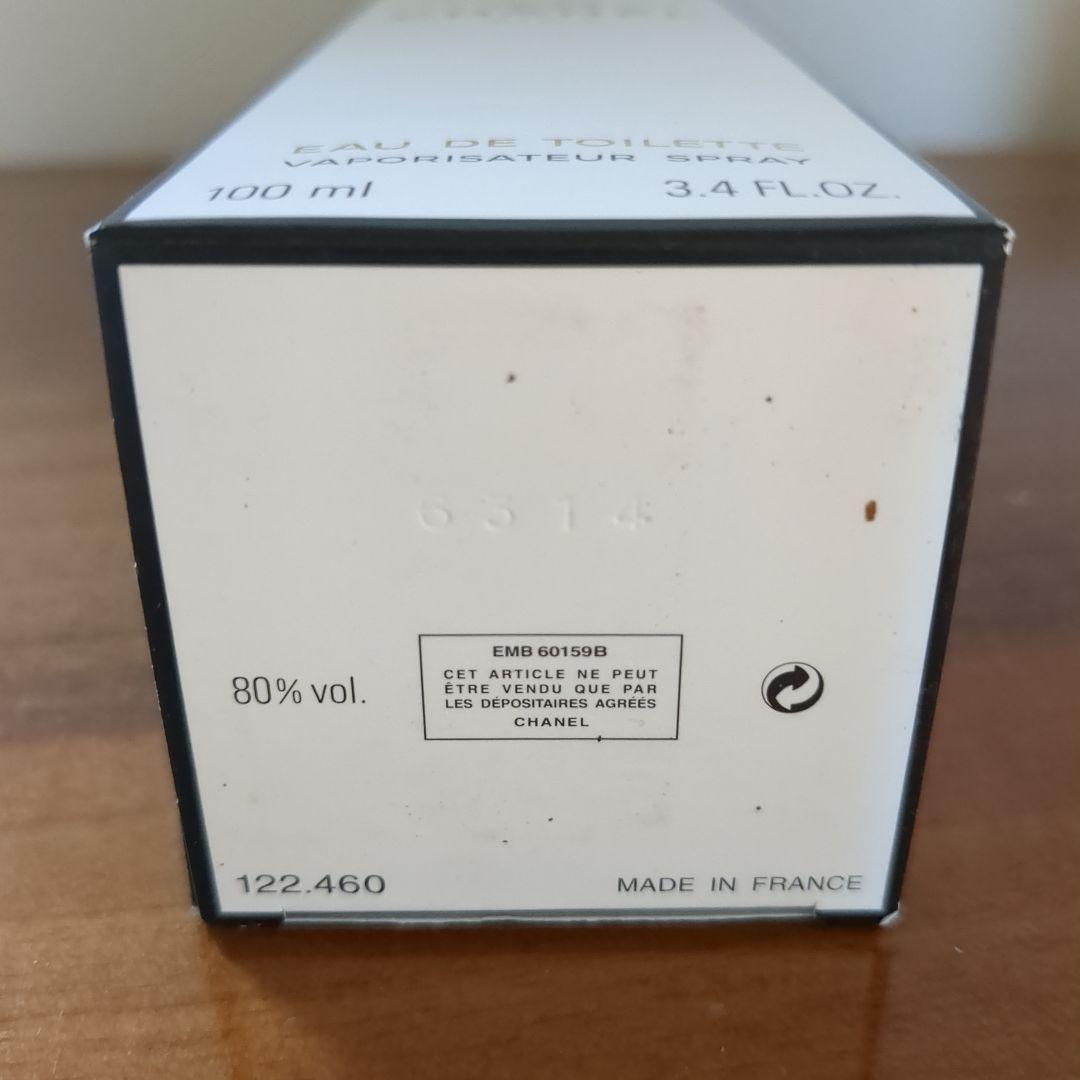 EAU DE TOILETTE
VAPORISATEUR SPRAY
100 ml 3.4 FL.OZ.
6314
EMB 60159B
CET ARTICLE NE PEUT
ÊTRE VENDU QUE PAR
LES DÉPOSITAIRES AGRÉÉS
CHANEL
80% vol.
122.460 MADE IN FRANCE